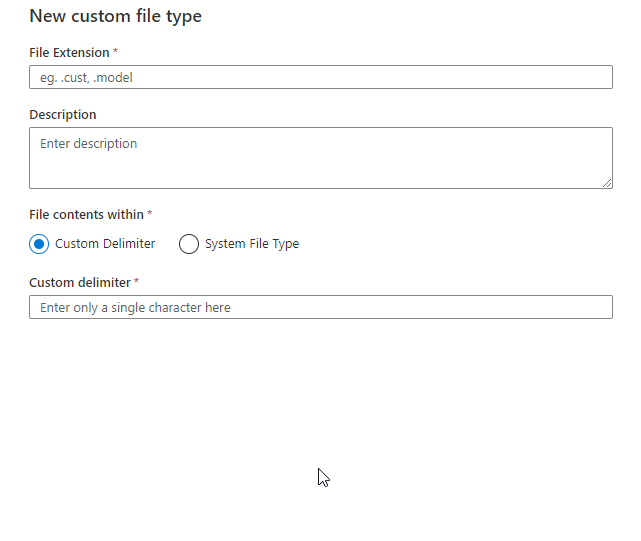 New custom file type
File Extension *
eg. .cust, .model
Description
Enter description
File contents within *
Custom Delimiter
System File Type
Custom delimiter *
Enter only a single character here